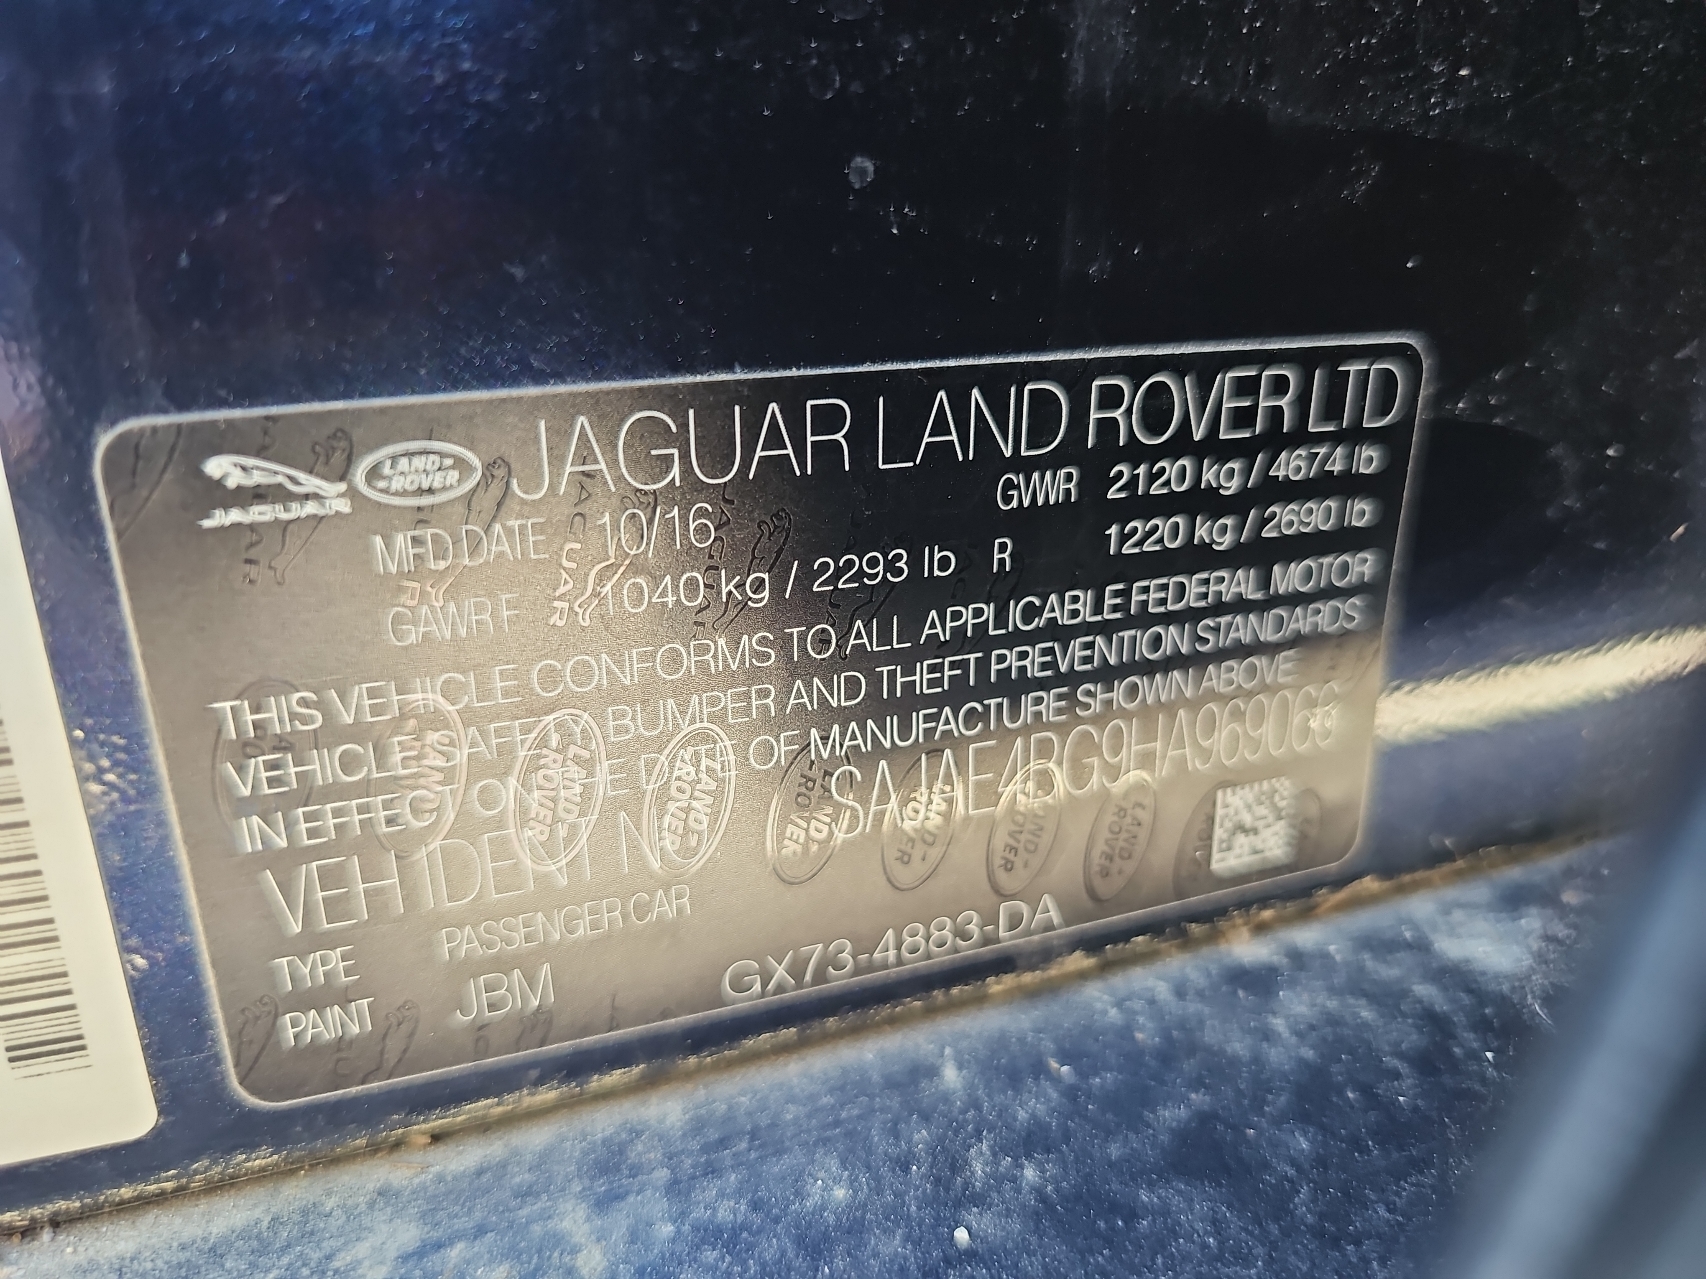 JAGUAR LAND-ROVER JAGUAR LAND ROVER LTD
MFD DATE 10/16 GVWR 2120 kg / 4674 lb
GAWR F 1040 kg / 2293 lb R 1220 kg / 2690 lb
THIS VEHICLE CONFORMS TO ALL APPLICABLE FEDERAL MOTOR
VEHICLE SAFETY BUMPER AND THEFT PREVENTION STANDARDS
IN EFFECT ON THE DATE OF MANUFACTURE SHOWN ABOVE
VEH IDENT NO SAJAE4BG9HA969066
TYPE PASSENGER CAR
PAINT JBM GX73-4883-DA